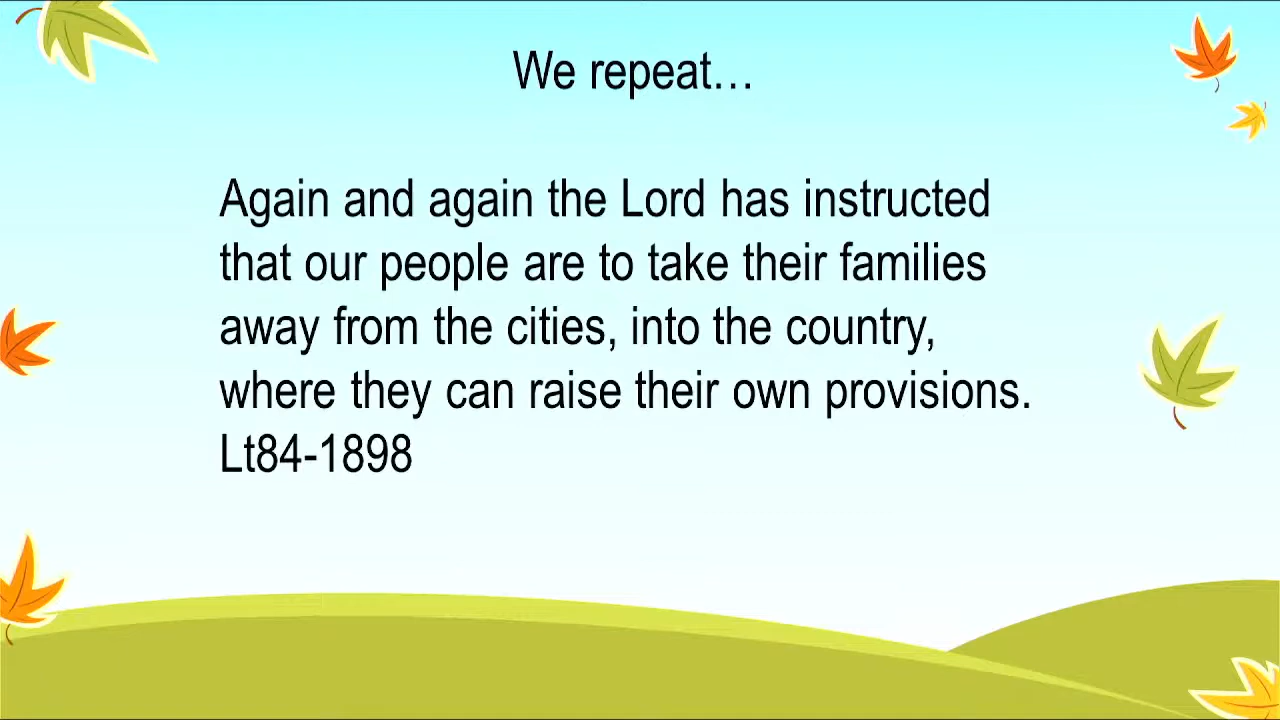 We repeat…
Again and again the Lord has instructed
that our people are to take their families
away from the cities, into the country,
where they can raise their own provisions.
Lt84-1898